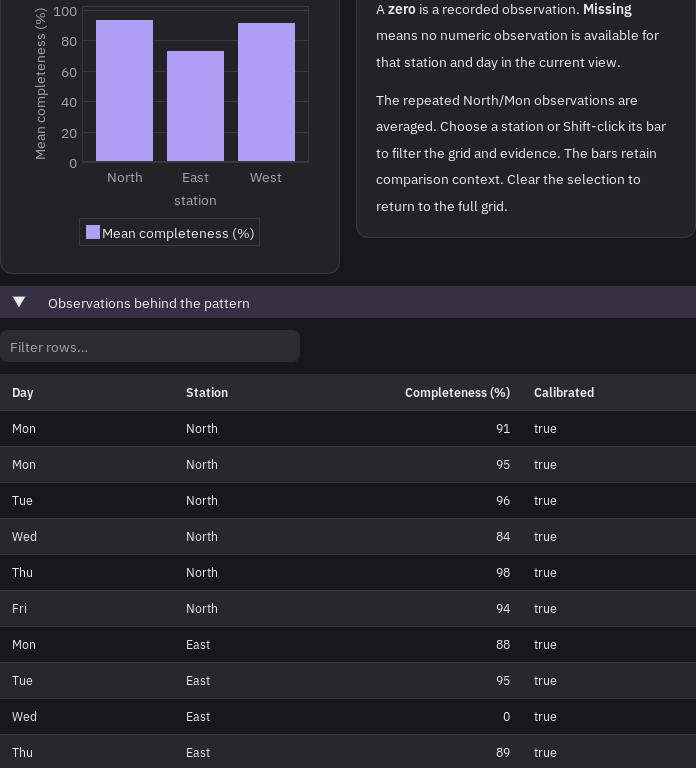 Mean completeness (%)
100
80
60
40
20
0
North East West
station
Mean completeness (%)
A zero is a recorded observation. Missing
means no numeric observation is available for
that station and day in the current view.
The repeated North/Mon observations are
averaged. Choose a station or Shift-click its bar
to filter the grid and evidence. The bars retain
comparison context. Clear the selection to
return to the full grid.
Observations behind the pattern
Filter rows...
Day Station Completeness (%) Calibrated
Mon North 91 true
Mon North 95 true
Tue North 96 true
Wed North 84 true
Thu North 98 true
Fri North 94 true
Mon East 88 true
Tue East 95 true
Wed East 0 true
Thu East 89 true